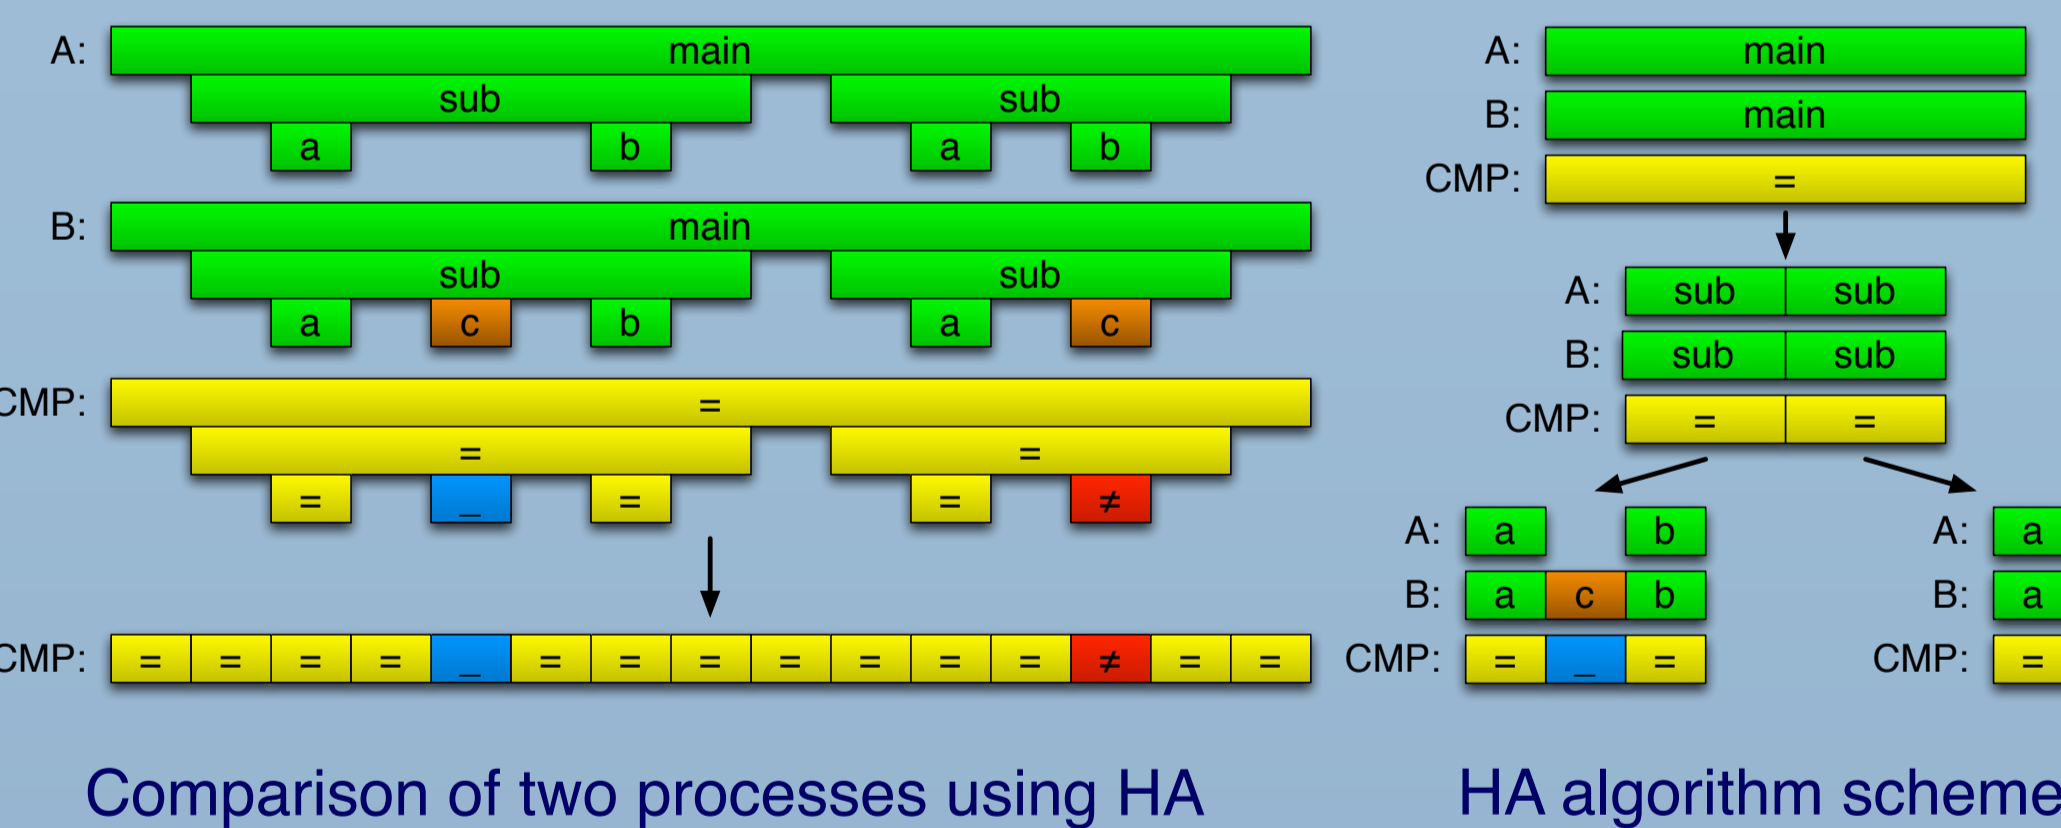 A: main
sub sub
a b a b
B: main
sub sub
a c b a c
CMP: =
= =
= _ = = ≠
CMP: = = = = _ = = = = = = = ≠ = =
Comparison of two processes using HA
A: main
B: main
CMP: =
A: sub sub
B: sub sub
CMP: = =
A: a b
B: a c b
CMP: = _ =
A: a
B: a
CMP: =
HA algorithm scheme